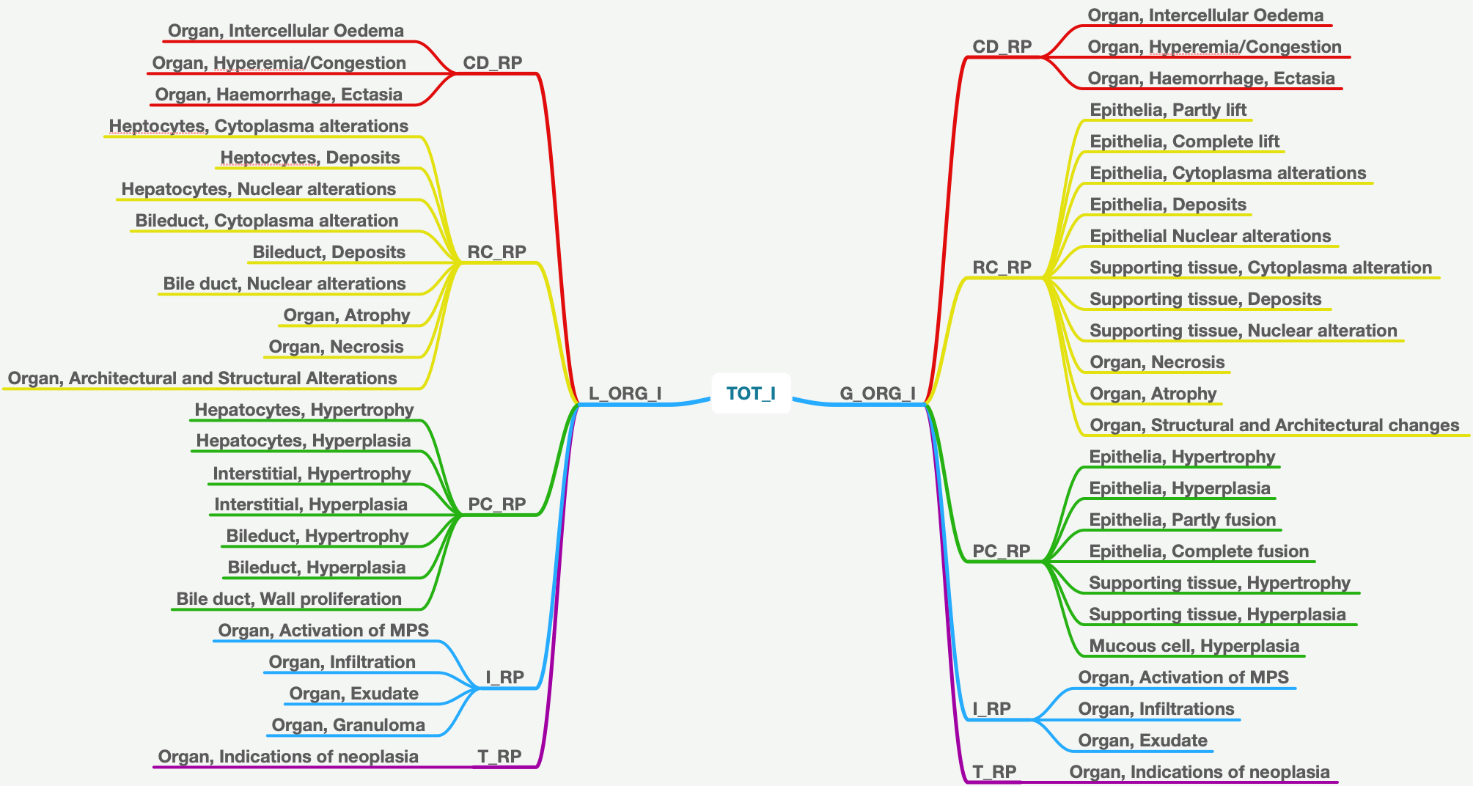 TOT_I
L_ORG_I
CD_RP
Organ, Intercellular Oedema
Organ, Hyperemia/Congestion
Organ, Haemorrhage, Ectasia
RC_RP
Heptocytes, Cytoplasma alterations
Heptocytes, Deposits
Hepatocytes, Nuclear alterations
Bileduct, Cytoplasma alteration
Bileduct, Deposits
Bile duct, Nuclear alterations
Organ, Atrophy
Organ, Necrosis
Organ, Architectural and Structural Alterations
PC_RP
Hepatocytes, Hypertrophy
Hepatocytes, Hyperplasia
Interstitial, Hypertrophy
Interstitial, Hyperplasia
Bileduct, Hypertrophy
Bileduct, Hyperplasia
Bile duct, Wall proliferation
I_RP
Organ, Activation of MPS
Organ, Infiltration
Organ, Exudate
Organ, Granuloma
T_RP
Organ, Indications of neoplasia
G_ORG_I
CD_RP
Organ, Intercellular Oedema
Organ, Hyperemia/Congestion
Organ, Haemorrhage, Ectasia
RC_RP
Epithelia, Partly lift
Epithelia, Complete lift
Epithelia, Cytoplasma alterations
Epithelia, Deposits
Epithelial Nuclear alterations
Supporting tissue, Cytoplasma alteration
Supporting tissue, Deposits
Supporting tissue, Nuclear alteration
Organ, Necrosis
Organ, Atrophy
Organ, Structural and Architectural changes
PC_RP
Epithelia, Hypertrophy
Epithelia, Hyperplasia
Epithelia, Partly fusion
Epithelia, Complete fusion
Supporting tissue, Hypertrophy
Supporting tissue, Hyperplasia
Mucous cell, Hyperplasia
I_RP
Organ, Activation of MPS
Organ, Infiltrations
Organ, Exudate
T_RP
Organ, Indications of neoplasia